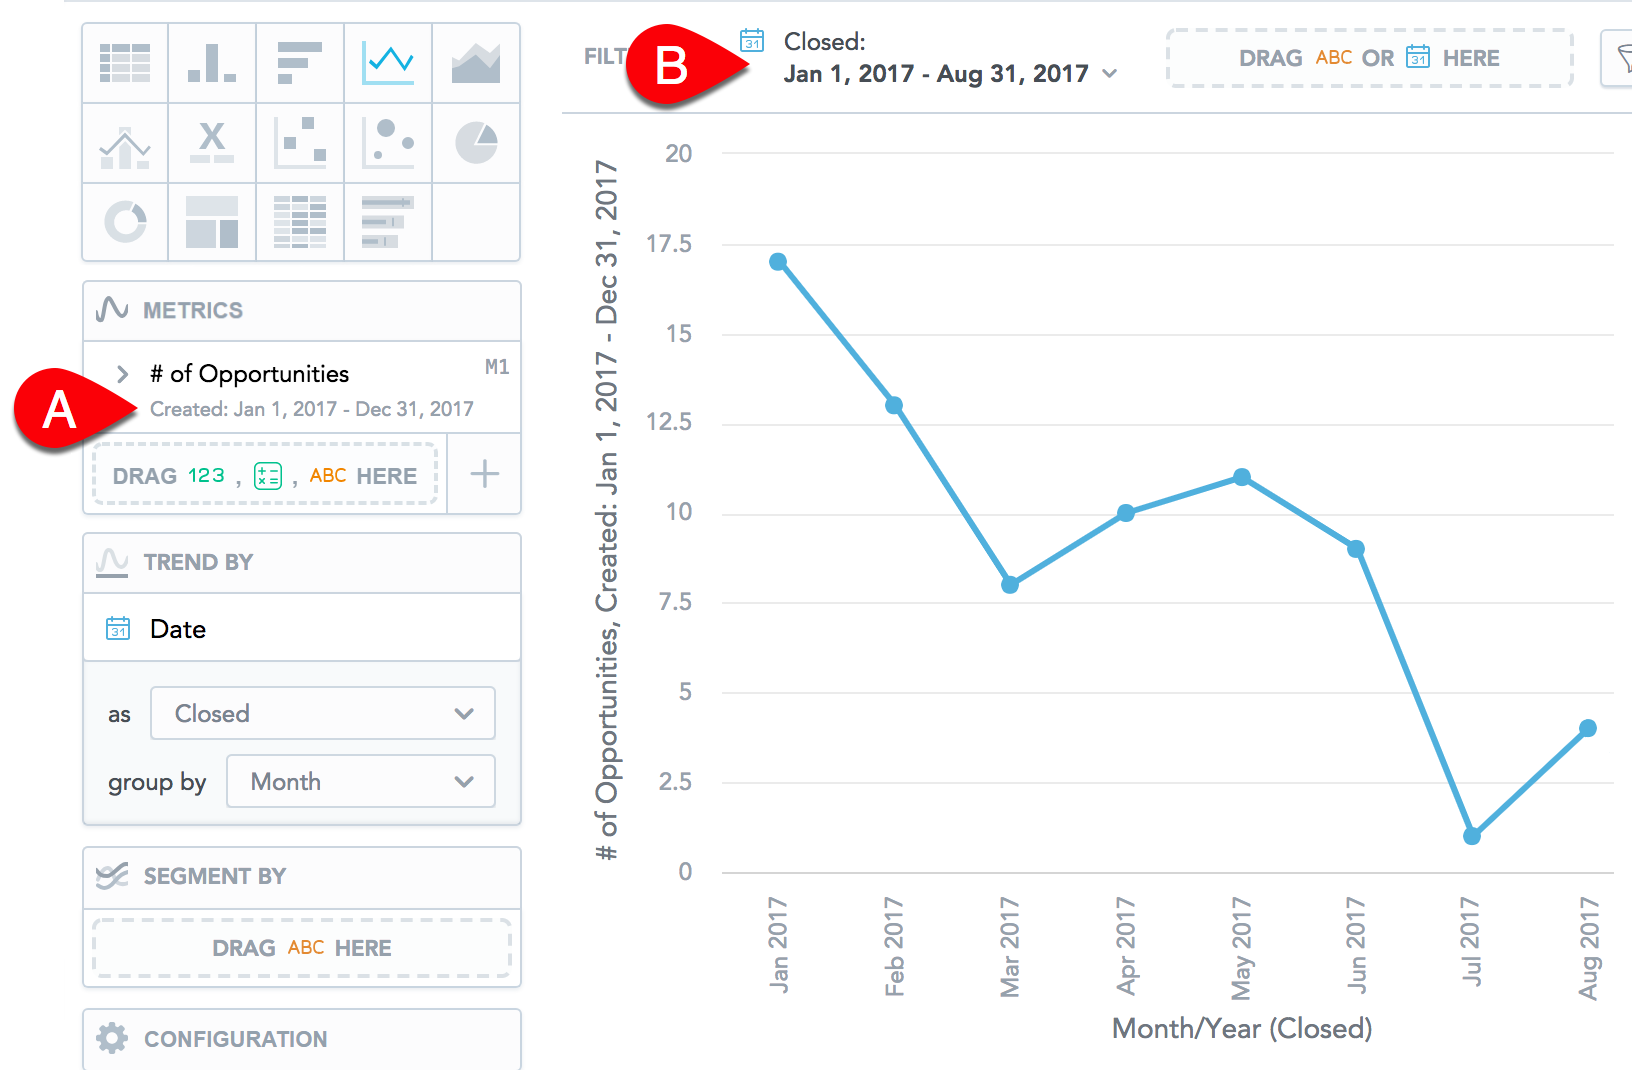 METRICS
# of Opportunities
M1
A
Created: Jan 1, 2017 - Dec 31, 2017
DRAG 123 , , ABC HERE
TREND BY
31 Date
as Closed
group by Month
SEGMENT BY
DRAG ABC HERE
CONFIGURATION
FILT
B
31
Closed:
Jan 1, 2017 - Aug 31, 2017
DRAG ABC OR 31 HERE
# of Opportunities, Created: Jan 1, 2017 - Dec 31, 2017
20
17.5
15
12.5
10
7.5
5
2.5
0
Jan 2017
Feb 2017
Mar 2017
Apr 2017
May 2017
Jun 2017
Jul 2017
Aug 2017
Month/Year (Closed)